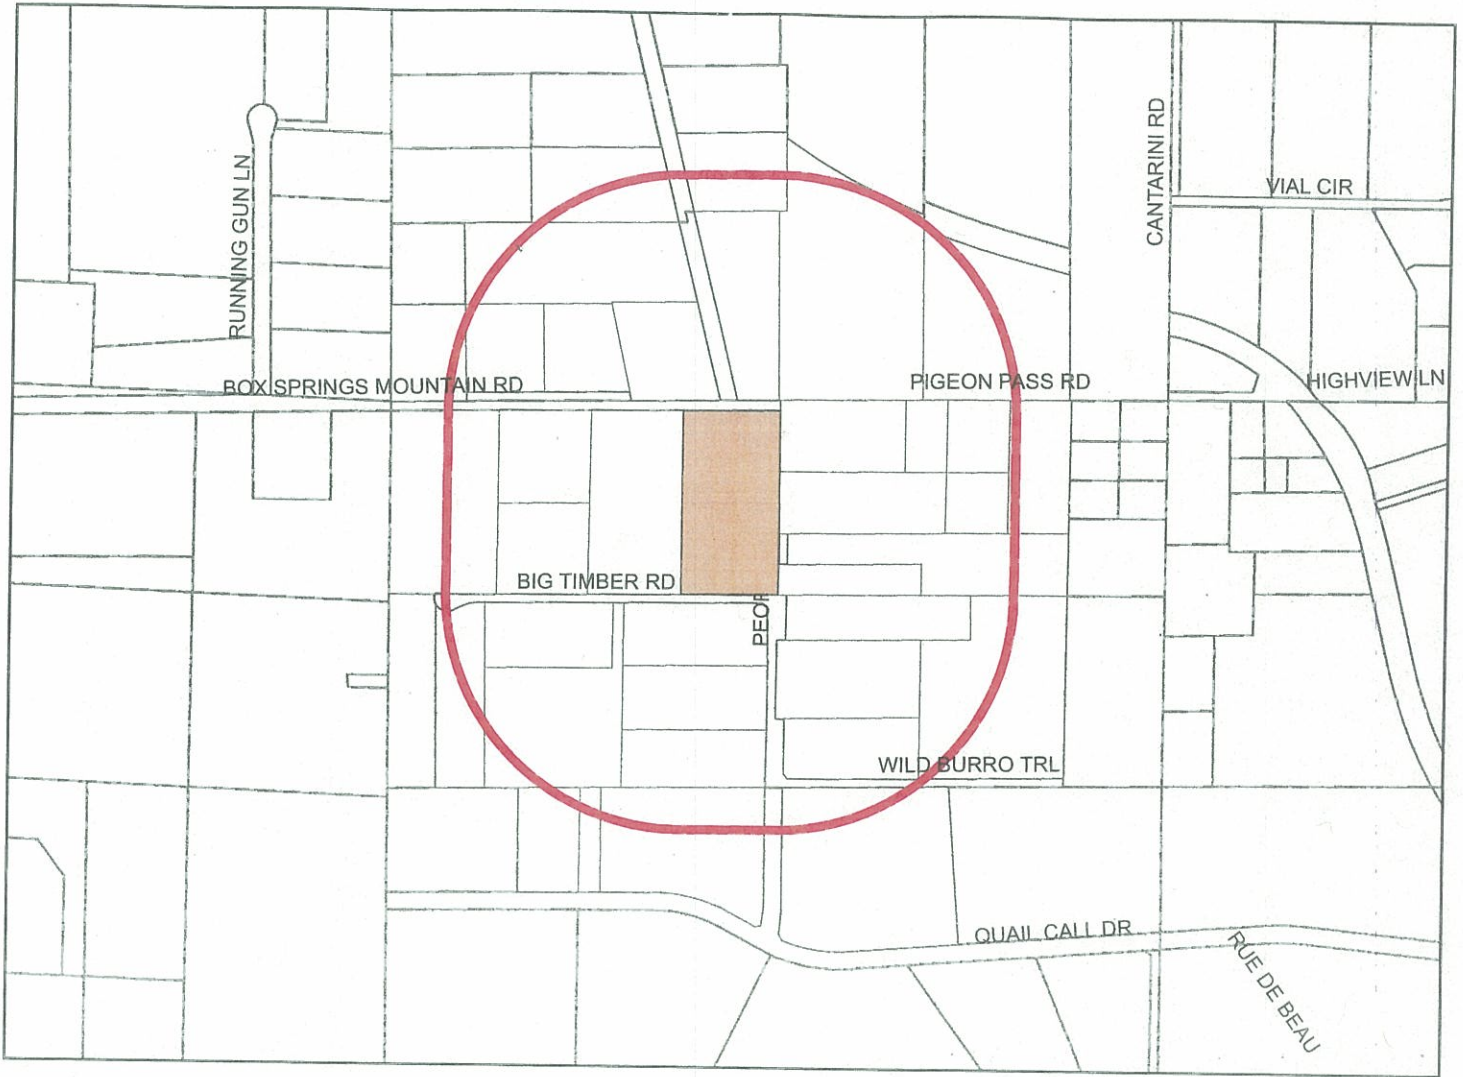 CANTARINI RD
VIAL CIR
RUNNING GUN LN
BOX SPRINGS MOUNTAIN RD
PIGEON PASS RD
HIGHVIEW LN
BIG TIMBER RD
PEOR
WILD BURRO TRL
QUAIL CALL DR
RUE DE BEAU